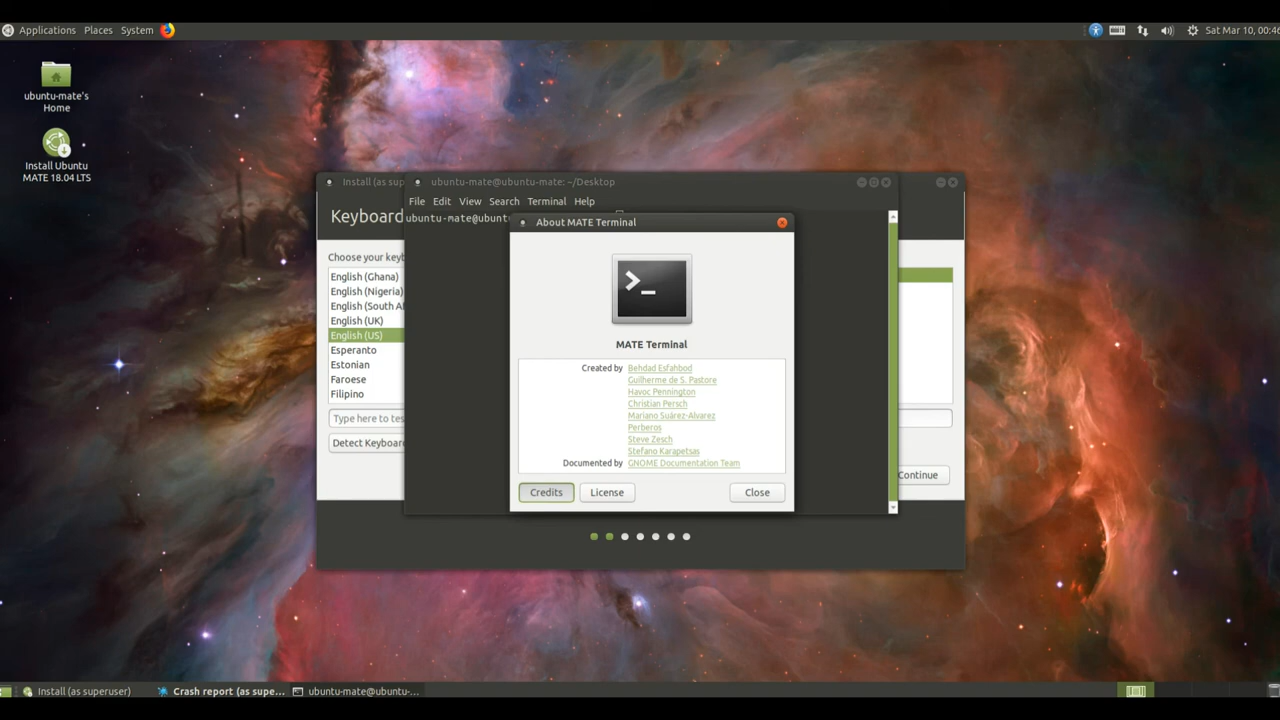 Applications Places System
Sat Mar 10, 00:46
ubuntu-mate's
Home
Install Ubuntu
MATE 18.04 LTS
Install (as sup
ubuntu-mate@ubuntu-mate: ~/Desktop
Keyboard
File Edit View Search Terminal Help
ubuntu-mate@ubunt
About MATE Terminal
Choose your keyb
English (Ghana)
English (Nigeria)
English (South Af
English (UK)
English (US)
Esperanto
Estonian
Faroese
Filipino
Type here to tes
Detect Keyboar
Continue
>_
MATE Terminal
Created by Behdad Esfahbod
Guilherme de S. Pastore
Havoc Pennington
Christian Persch
Mariano Suárez-Alvarez
Perberos
Steve Zesch
Stefano Karapetsas
Documented by GNOME Documentation Team
Credits License Close
Install (as superuser)
Crash report (as supe...
ubuntu-mate@ubuntu-...